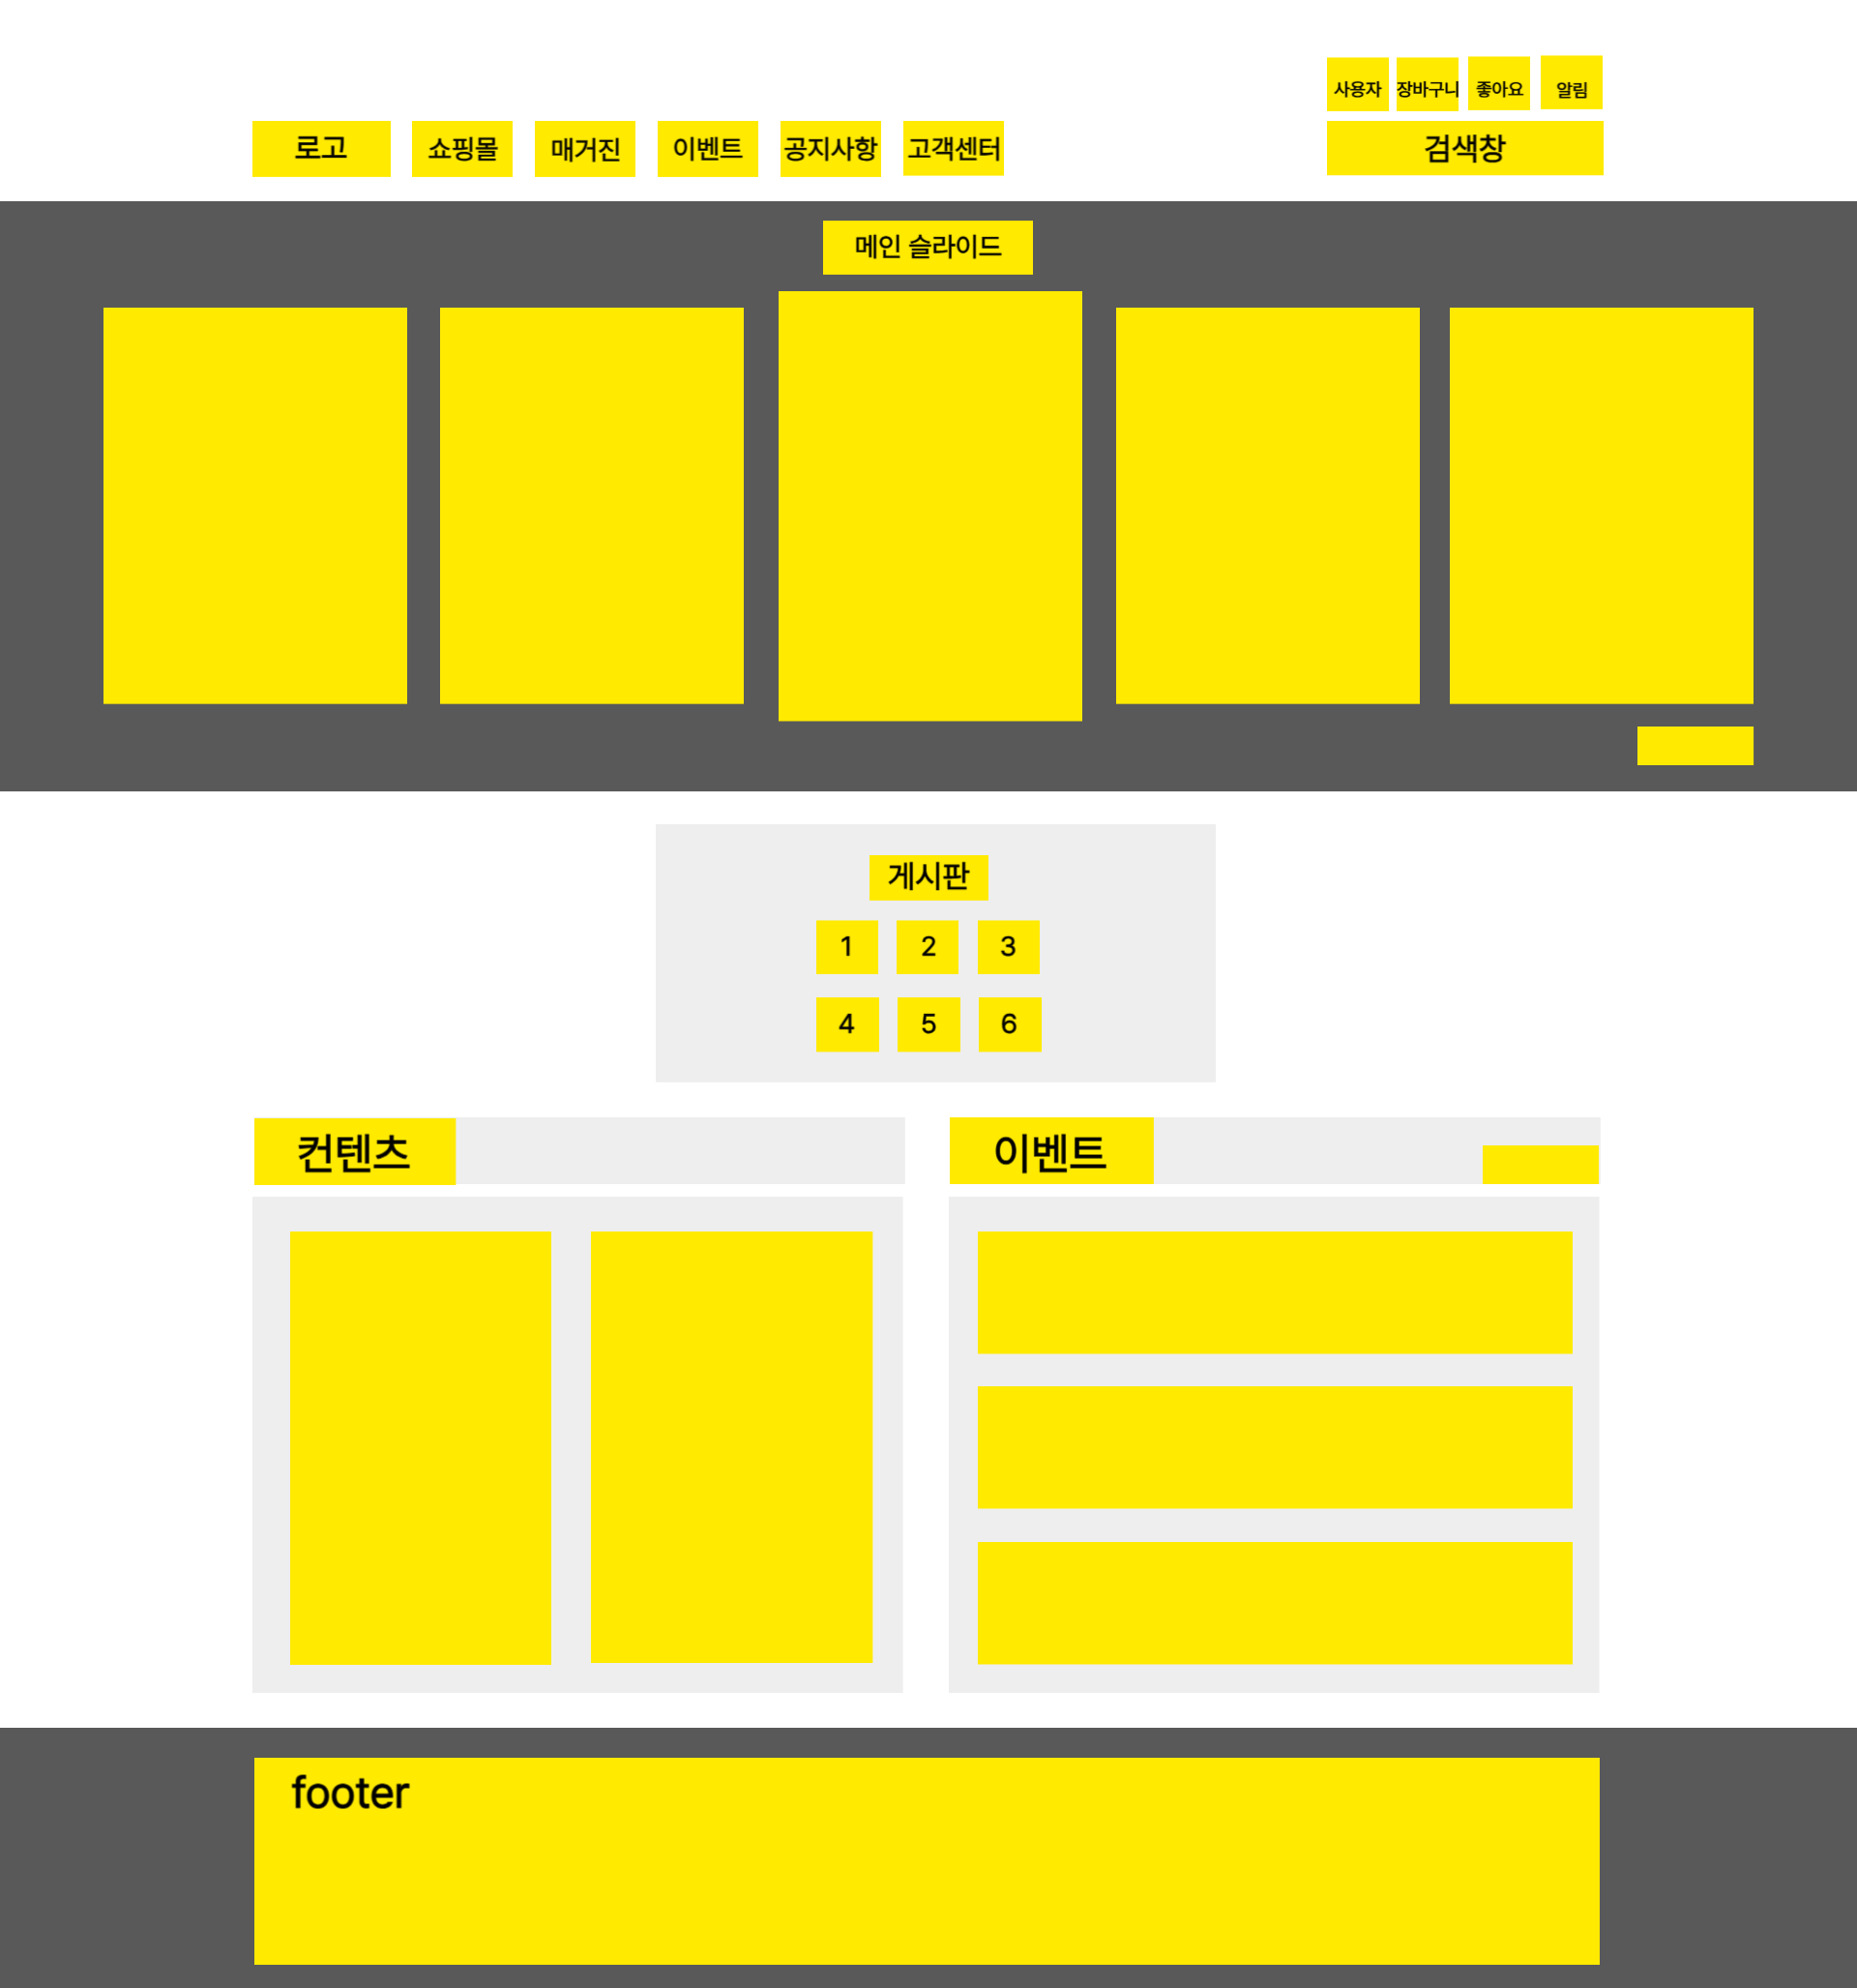 사용자 장바구니 좋아요 알림
로고 쇼핑몰 매거진 이벤트 공지사항 고객센터 검색창
메인 슬라이드
게시판
1 2 3
4 5 6
컨텐츠 이벤트
footer